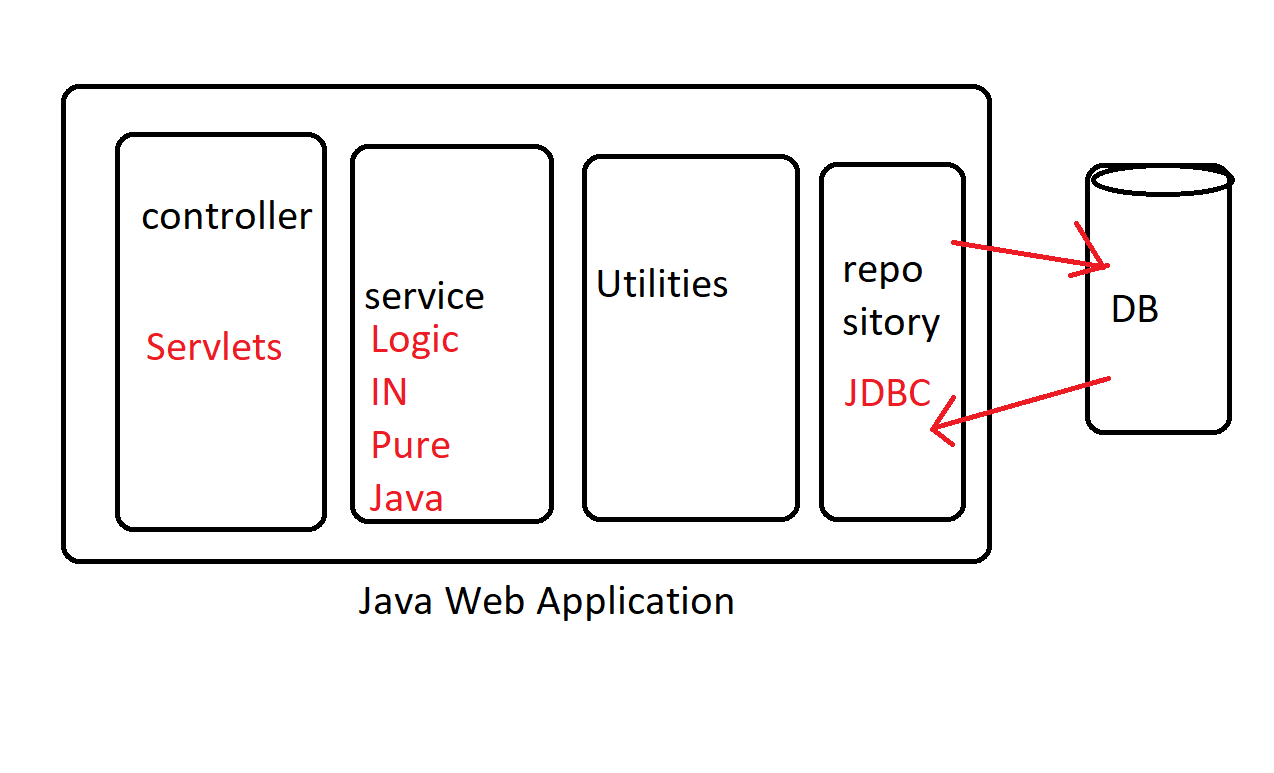 controller
Servlets
service
Logic
IN
Pure
Java
Utilities
repo
sitory
JDBC
DB
Java Web Application